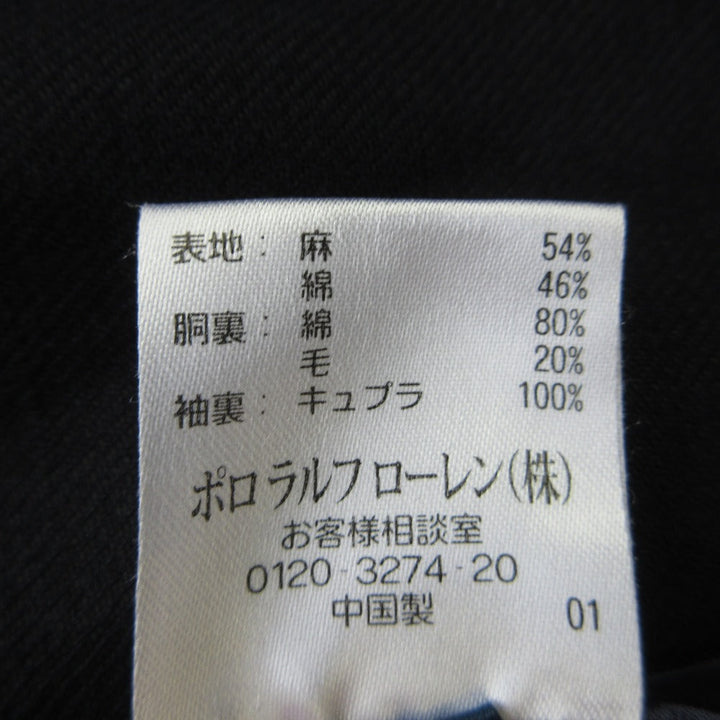 表地: 麻 54%
綿 46%
胴裏: 綿 80%
毛 20%
袖裏: キュプラ 100%
ポロ ラルフ ローレン(株)
お客様相談室
0120-3274-20
中国製 01